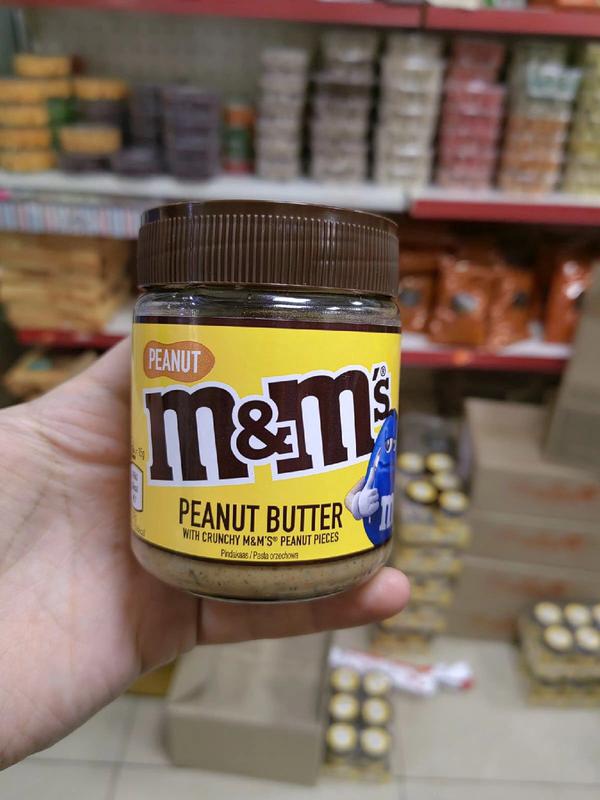 PEANUT
m&m's®
PEANUT BUTTER
WITH CRUNCHY M&M'S® PEANUT PIECES
Pindakaas / Pasta orzechowa
m